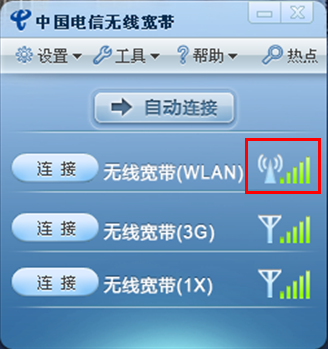 中国电信无线宽带
设置 工具 帮助 热点
自动连接
连接 无线宽带(WLAN)
连接 无线宽带(3G)
连接 无线宽带(1X)